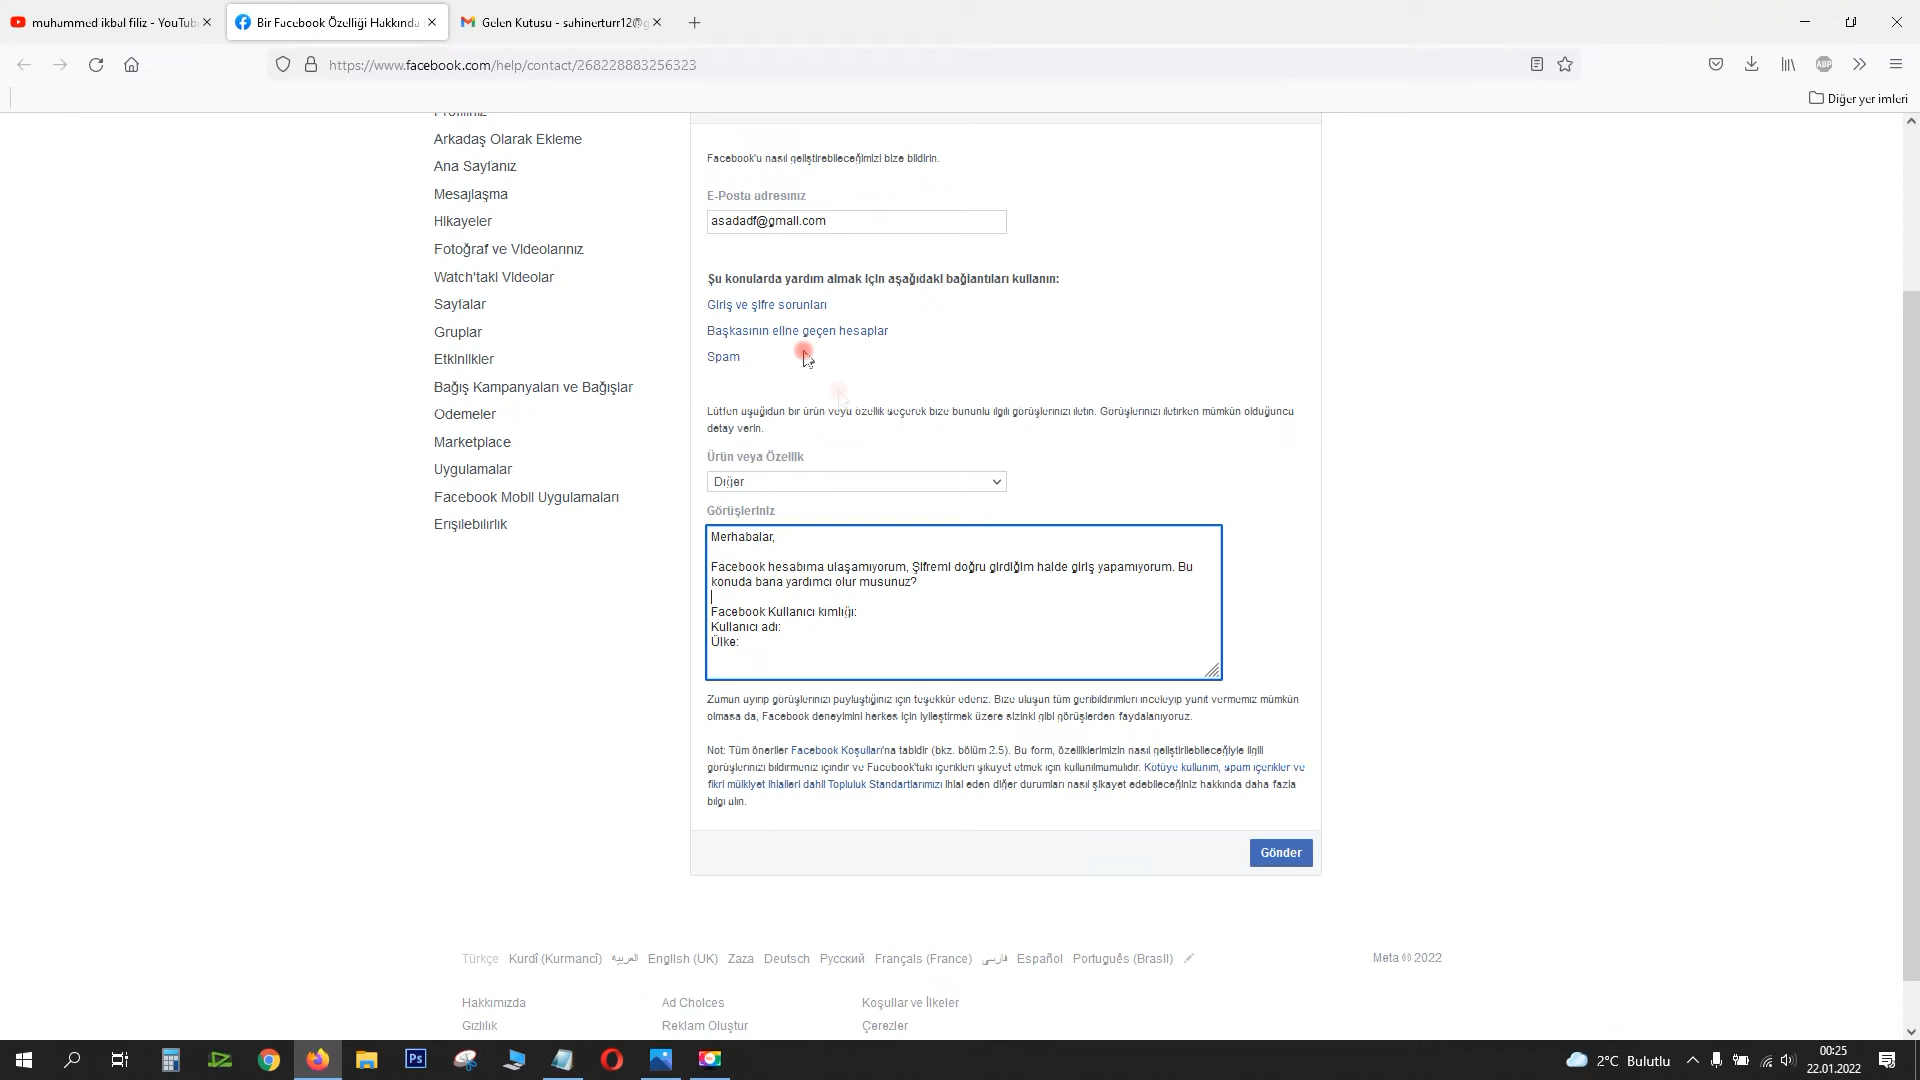 muhammed ikbal filiz - YouTub
Bir Facebook Özelliği Hakkında
Gelen Kutusu - sahinerturr12@g
https://www.facebook.com/help/contact/268228883256323
ABP
Diğer yer imleri
Profiliniz
Arkadaş Olarak Ekleme
Ana Sayfanız
Mesajlaşma
Hikayeler
Fotoğraf ve Videolarınız
Watch'taki Videolar
Sayfalar
Gruplar
Etkinlikler
Bağış Kampanyaları ve Bağışlar
Ödemeler
Marketplace
Uygulamalar
Facebook Mobil Uygulamaları
Erişilebilirlik
Facebook'u nasıl geliştirebileceğimizi bize bildirin.
E-Posta adresiniz
asadadf@gmail.com
Şu konularda yardım almak için aşağıdaki bağlantıları kullanın:
Giriş ve şifre sorunları
Başkasının eline geçen hesaplar
Spam
Lütfen aşağıdan bir ürün veya özellik seçerek bize bununla ilgili görüşlerinizi iletin. Görüşlerinizi iletirken mümkün olduğunca
detay verin.
Ürün veya Özellik
Diğer
Görüşleriniz
Merhabalar,
Facebook hesabıma ulaşamıyorum, Şifremi doğru girdiğim halde giriş yapamıyorum. Bu
konuda bana yardımcı olur musunuz?
Facebook Kullanıcı kimliği:
Kullanıcı adı:
Ülke:
Zaman ayırıp görüşlerinizi paylaştığınız için teşekkür ederiz. Bize ulaşan tüm geribildirimleri inceleyip yanıt vermemiz mümkün
olmasa da, Facebook deneyimini herkes için iyileştirmek üzere sizinki gibi görüşlerden faydalanıyoruz.
Not: Tüm öneriler Facebook Koşulları'na tabidir (bkz. bölüm 2.5). Bu form, özelliklerimizin nasıl geliştirilebileceğiyle ilgili
görüşlerinizi bildirmeniz içindir ve Facebook'taki içerikleri şikayet etmek için kullanılmamalıdır. Kötüye kullanım, spam içerikler ve
fikri mülkiyet ihlalleri dahil Topluluk Standartlarımızı ihlal eden diğer durumları nasıl şikayet edebileceğiniz hakkında daha fazla
bilgi alın.
Gönder
Türkçe Kurdî (Kurmancî) العربية English (UK) Zaza Deutsch Русский Français (France) فارسی Español Português (Brasil)
Meta © 2022
Hakkımızda Ad Choices Koşullar ve İlkeler
Gizlilik Reklam Oluştur Çerezler
Ps
2°C Bulutlu
00:25
22.01.2022